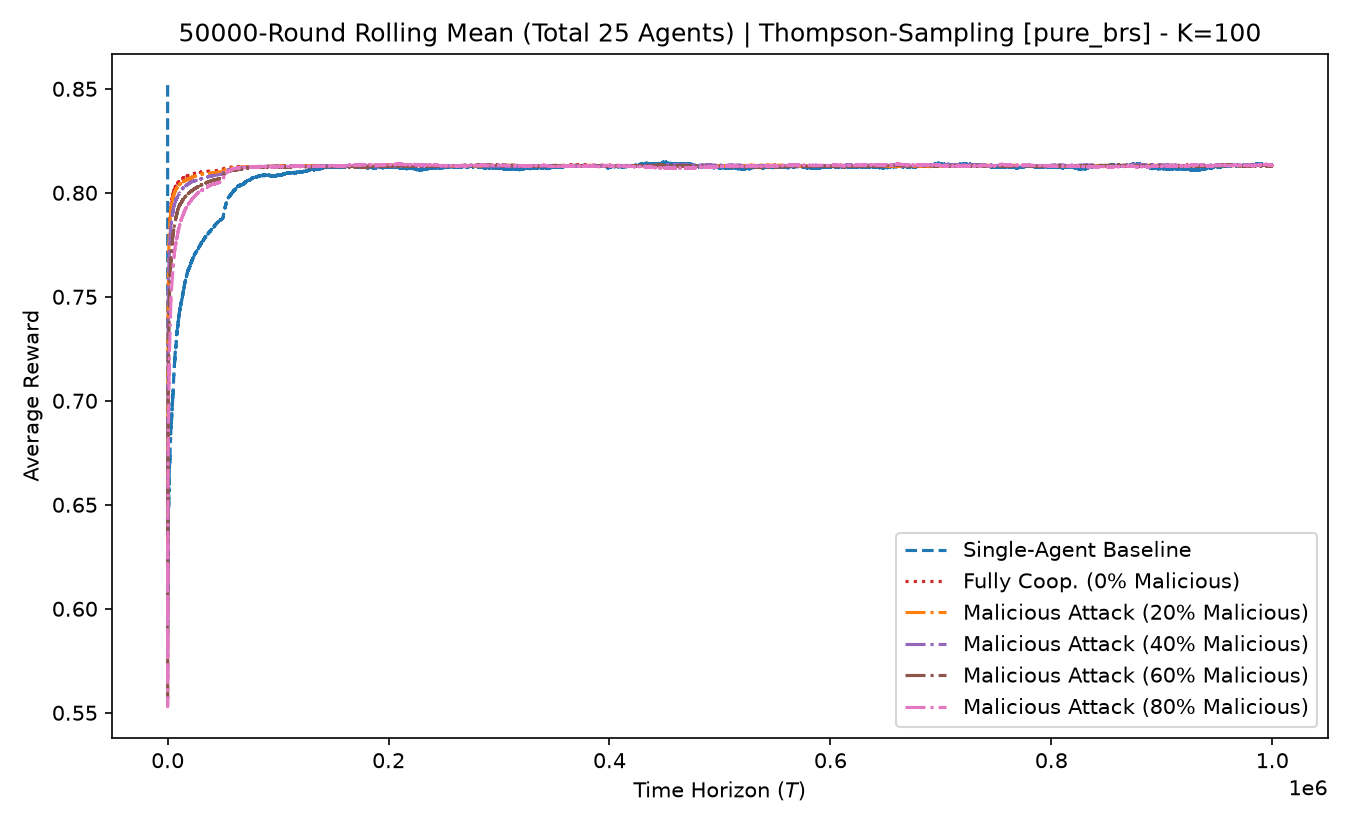 50000-Round Rolling Mean (Total 25 Agents) | Thompson-Sampling [pure_brs] - K=100
Average Reward
0.85
0.80
0.75
0.70
0.65
0.60
0.55
Single-Agent Baseline
Fully Coop. (0% Malicious)
Malicious Attack (20% Malicious)
Malicious Attack (40% Malicious)
Malicious Attack (60% Malicious)
Malicious Attack (80% Malicious)
0.0 0.2 0.4 0.6 0.8 1.0
1e6
Time Horizon (T)